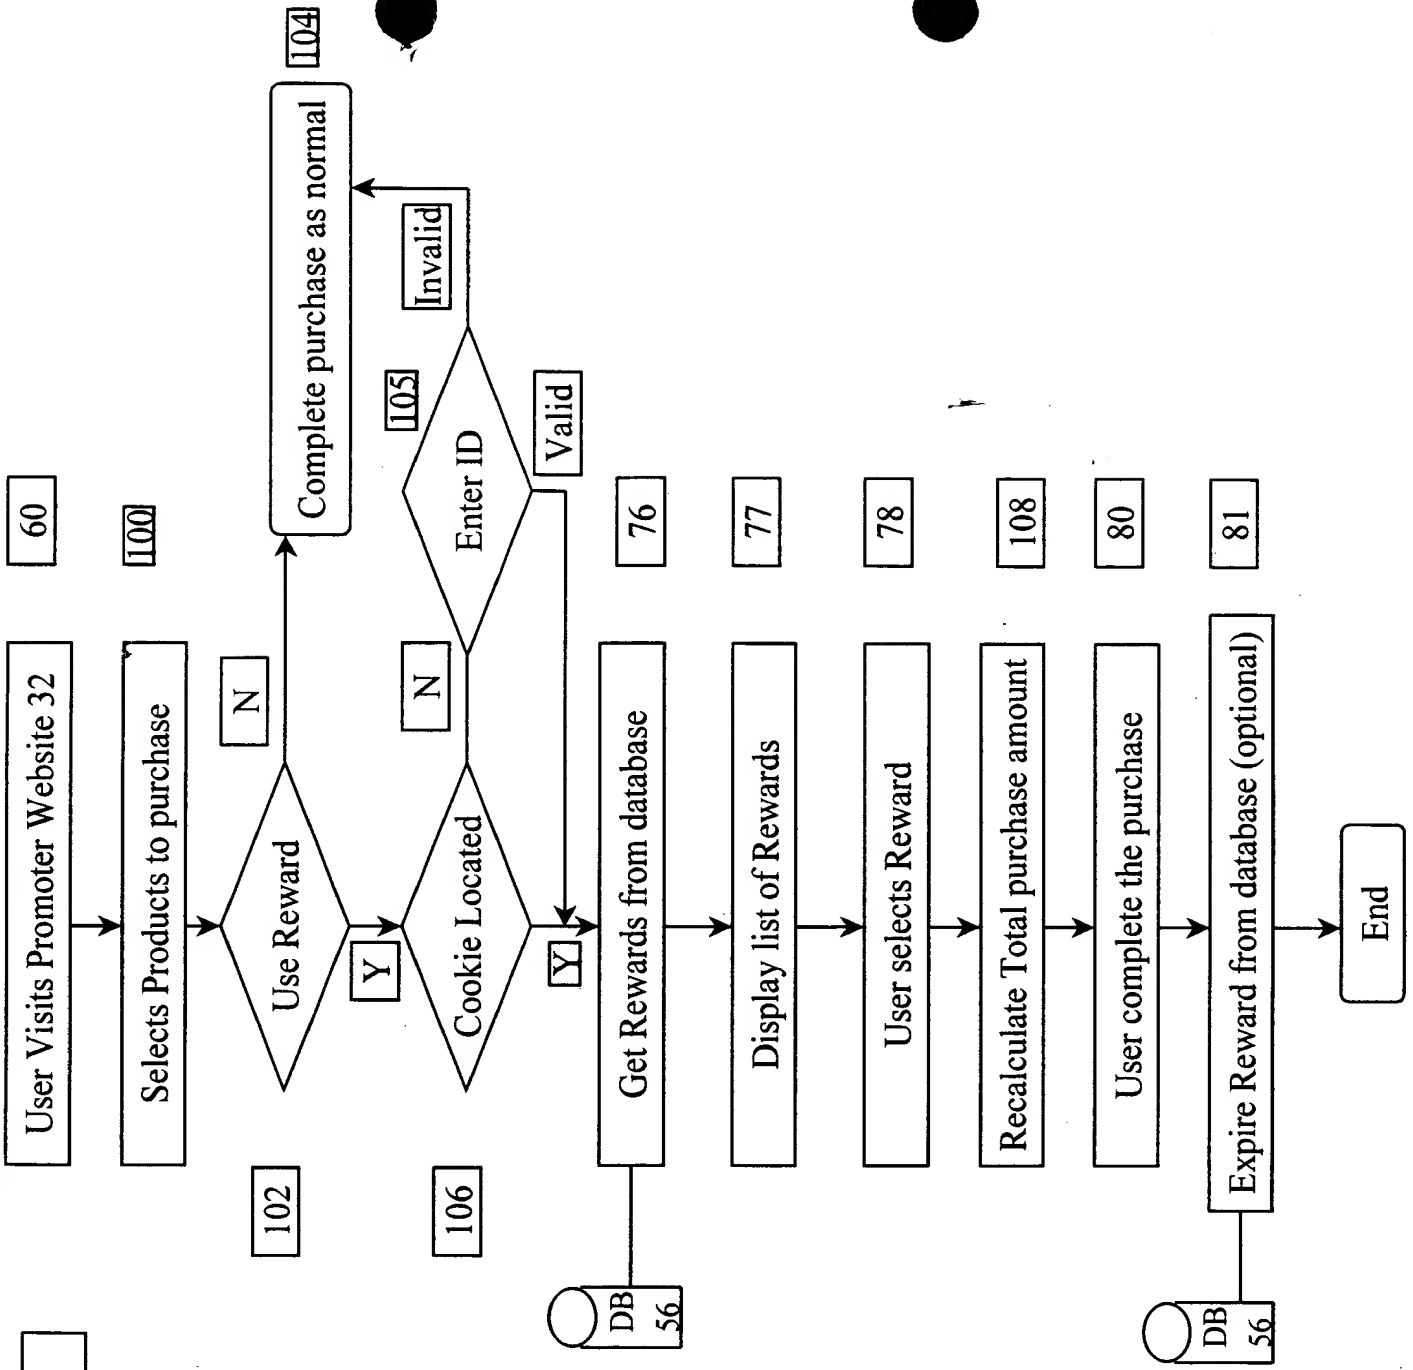 User Visits Promoter Website 32
60
Selects Products to purchase
100
102
Use Reward
N
Complete purchase as normal
104
Y
106
Cookie Located
N
Enter ID
105
Invalid
Valid
Y
DB
56
Get Rewards from database
76
Display list of Rewards
77
User selects Reward
78
Recalculate Total purchase amount
108
User complete the purchase
80
DB
56
Expire Reward from database (optional)
81
End